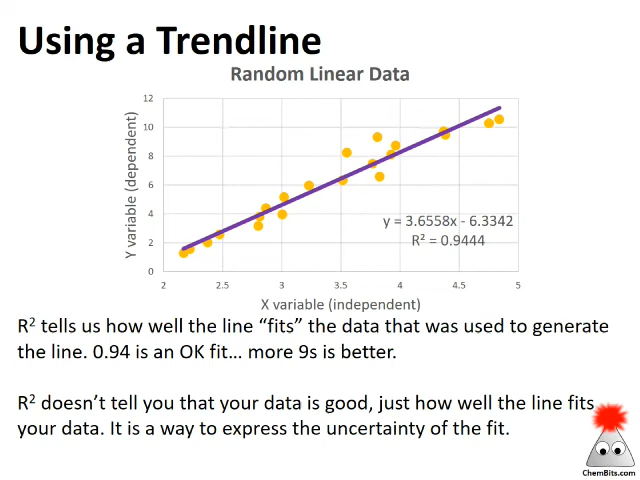 Using a Trendline
Random Linear Data
Y variable (dependent)
12
10
8
6
4
2
0
y = 3.6558x - 6.3342
R² = 0.9444
2 2.5 3 3.5 4 4.5 5
X variable (independent)
R² tells us how well the line “fits” the data that was used to generate
the line. 0.94 is an OK fit… more 9s is better.
R² doesn’t tell you that your data is good, just how well the line fits
your data. It is a way to express the uncertainty of the fit.
ChemBits.com